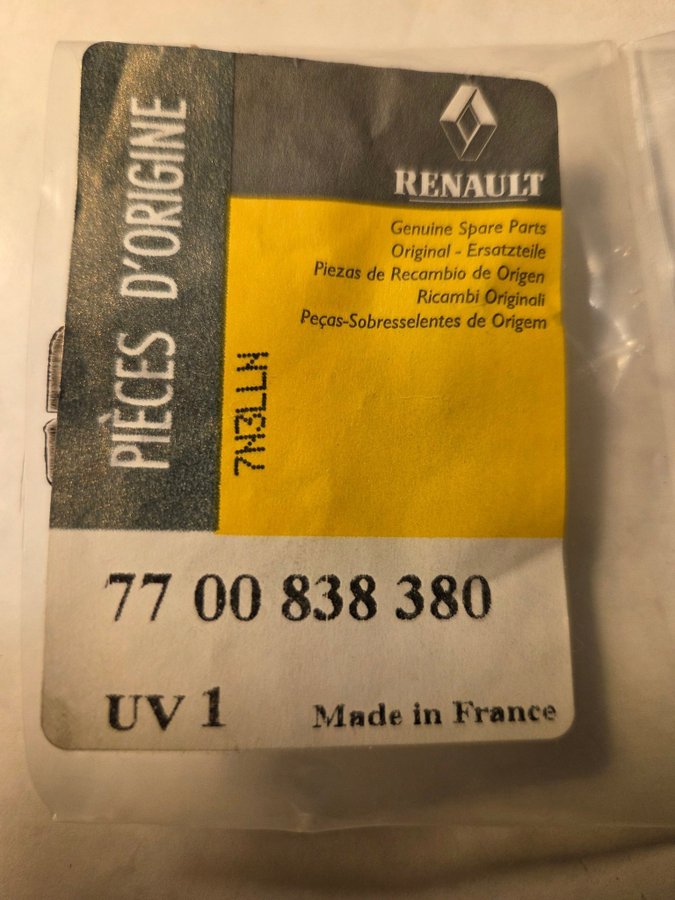 PIÈCES D'ORIGINE
RENAULT
Genuine Spare Parts
Original - Ersatzteile
Piezas de Recambio de Origen
Ricambi Originali
Peças-Sobresselentes de Origem
7W3LLN
77 00 838 380
UV 1 Made in France